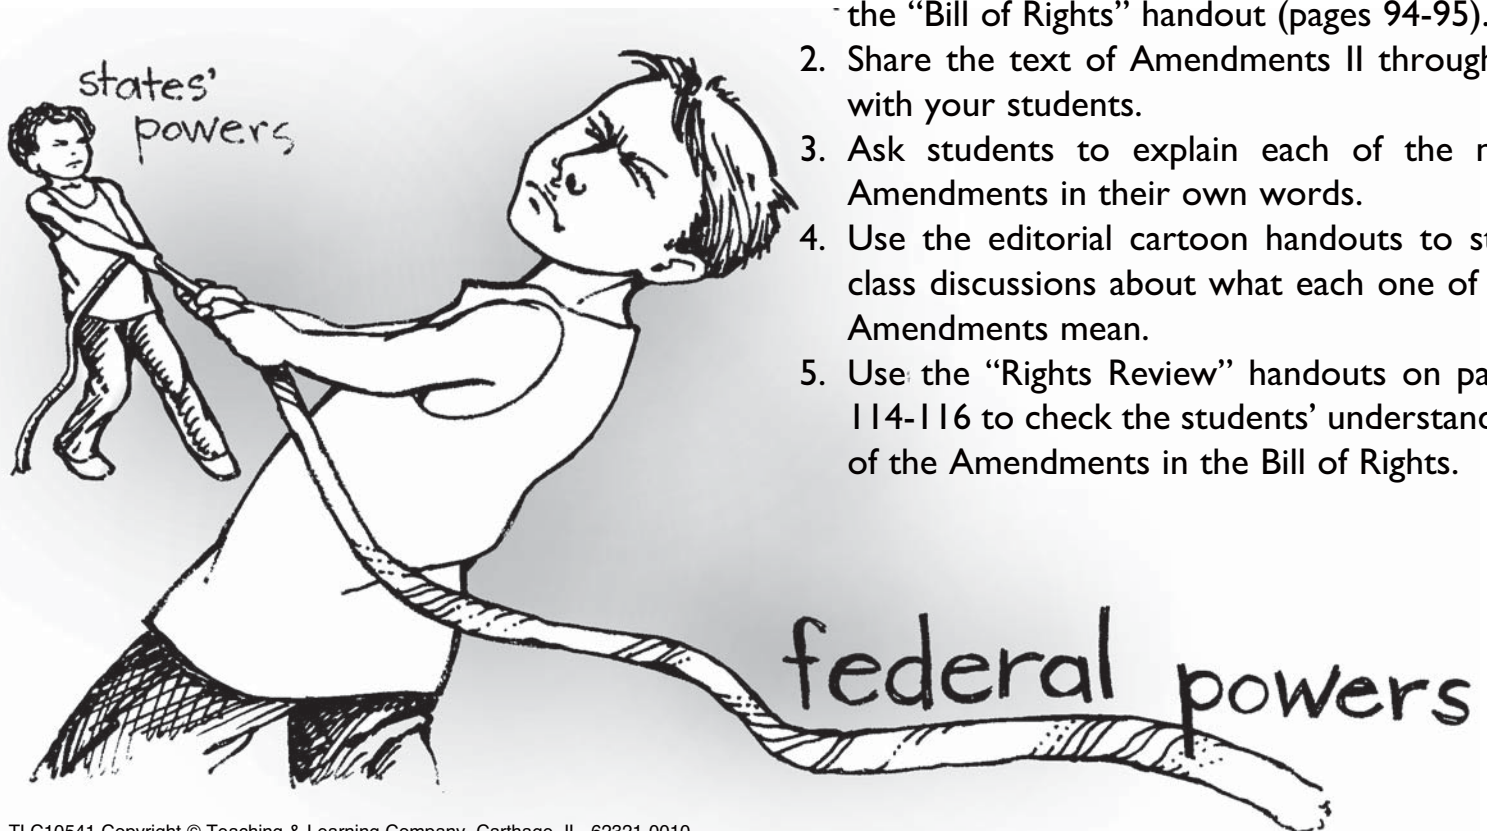 the “Bill of Rights” handout (pages 94-95).
2. Share the text of Amendments II through
with your students.
3. Ask students to explain each of the
Amendments in their own words.
4. Use the editorial cartoon handouts to
class discussions about what each one of
Amendments mean.
5. Use the “Rights Review” handouts on
114-116 to check the students’
of the Amendments in the Bill of Rights.
states’
powers
federal powers
TLC10541 Copyright © Teaching & Learning Company, Carthage, IL 62321-0010